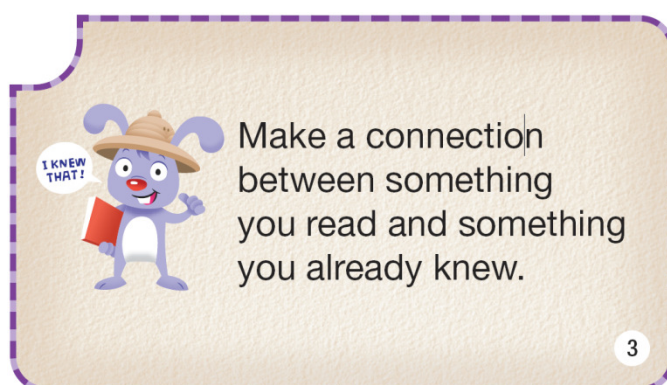 I KNEW
THAT!
Make a connection
between something
you read and something
you already knew.
3